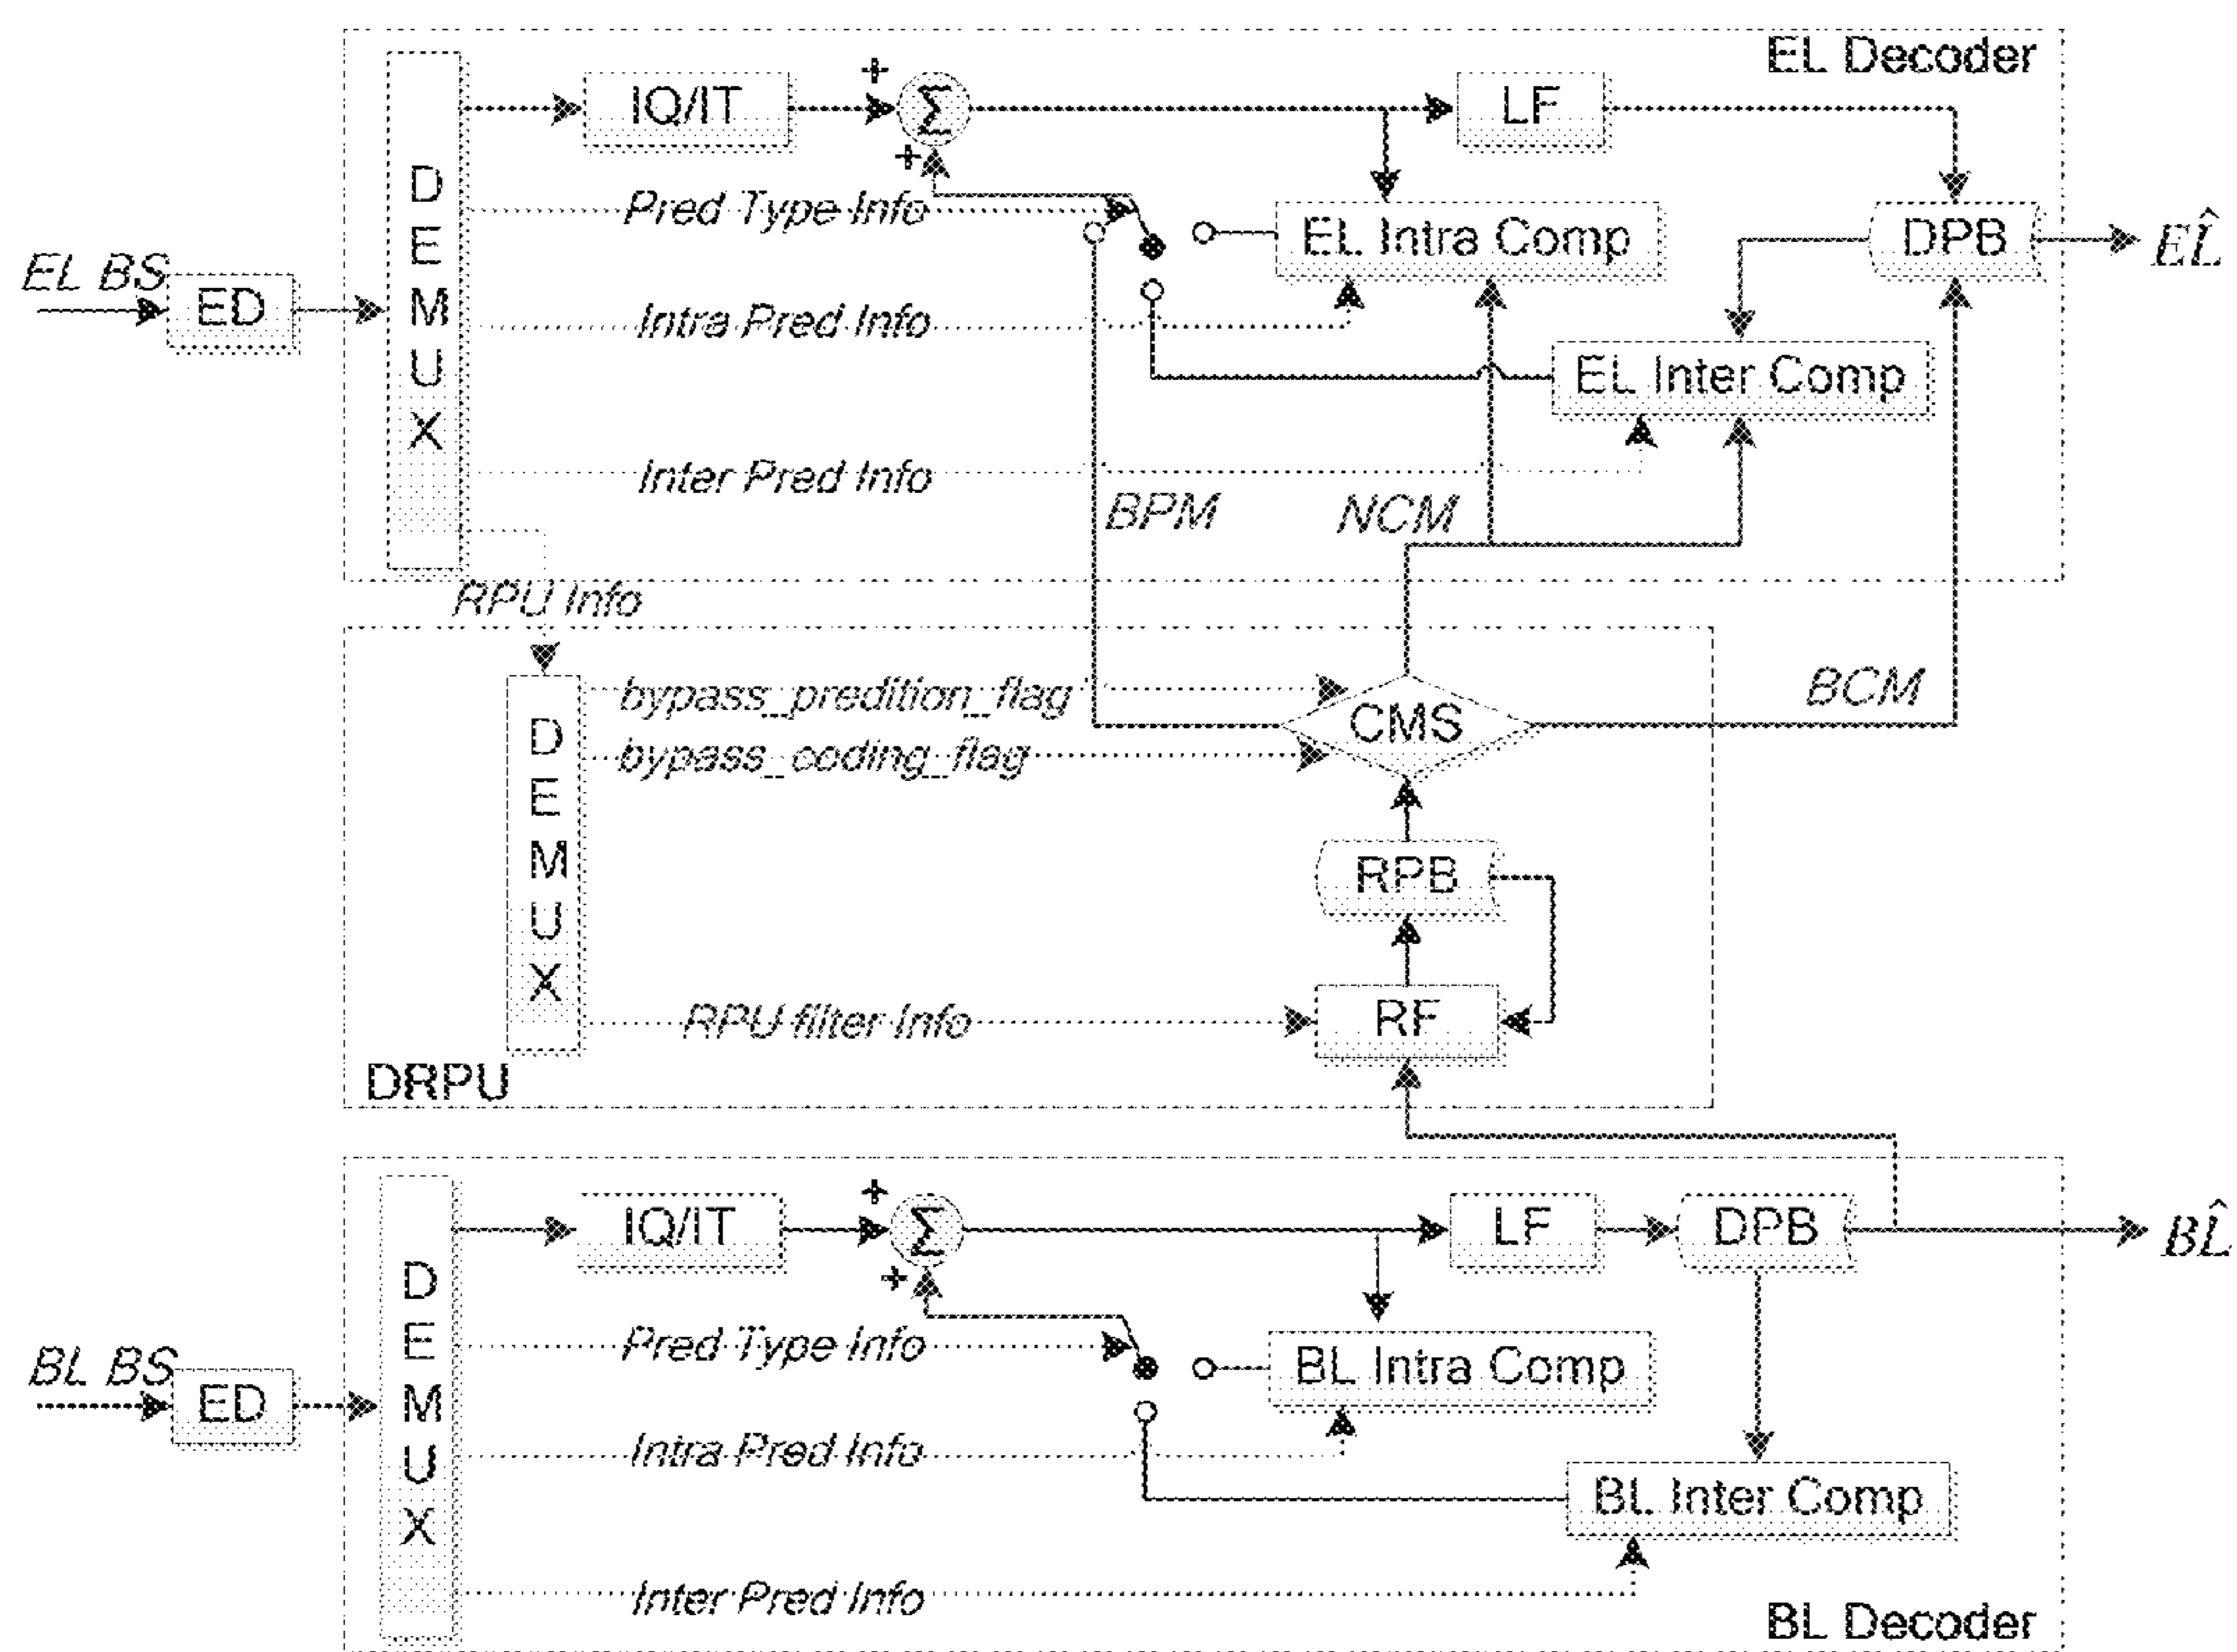 EL Decoder
IQ/IT
+
Σ
+
LF
DEMUX
Pred Type Info
EL Intra Comp
DPB
EL̂
EL BS
ED
Intra Pred Info
EL Inter Comp
Inter Pred Info
BPM
NCM
RPU Info
bypass_predition_flag
CMS
BCM
bypass_coding_flag
DEMUX
RPB
RPU filter Info
RF
DRPU
IQ/IT
+
Σ
+
LF
DPB
BL̂
DEMUX
Pred Type Info
BL Intra Comp
BL BS
ED
Intra Pred Info
BL Inter Comp
Inter Pred Info
BL Decoder